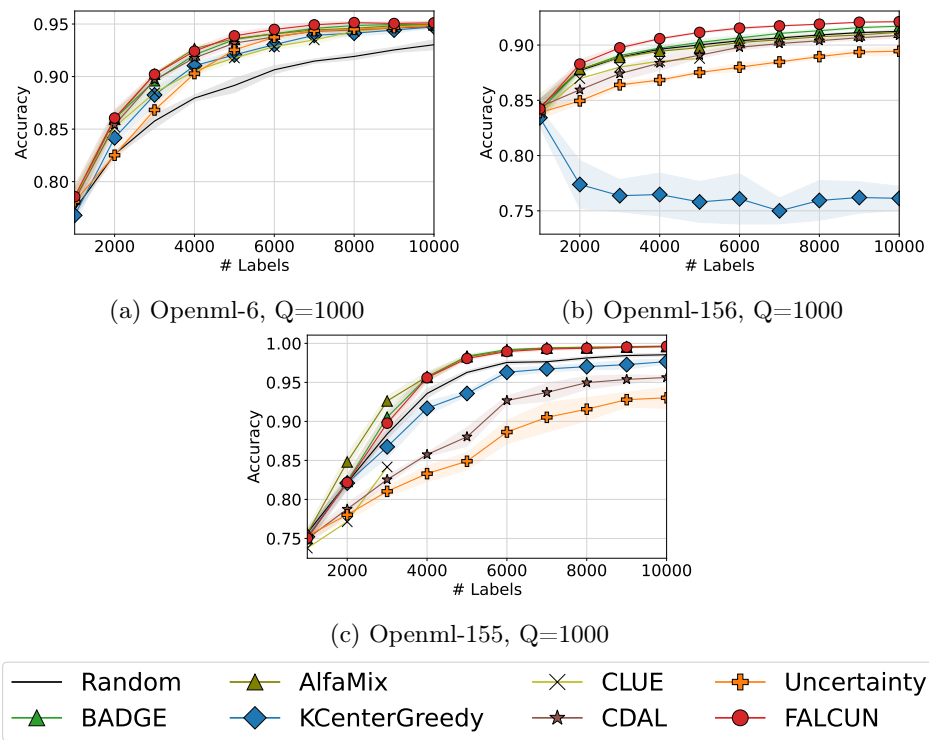 0.95
0.90
0.85
0.80
Accuracy
2000 4000 6000 8000 10000
# Labels
(a) Openml-6, Q=1000
0.90
0.85
0.80
0.75
Accuracy
2000 4000 6000 8000 10000
# Labels
(b) Openml-156, Q=1000
1.00
0.95
0.90
0.85
0.80
0.75
Accuracy
2000 4000 6000 8000 10000
# Labels
(c) Openml-155, Q=1000
Random AlfaMix CLUE Uncertainty
BADGE KCenterGreedy CDAL FALCUN